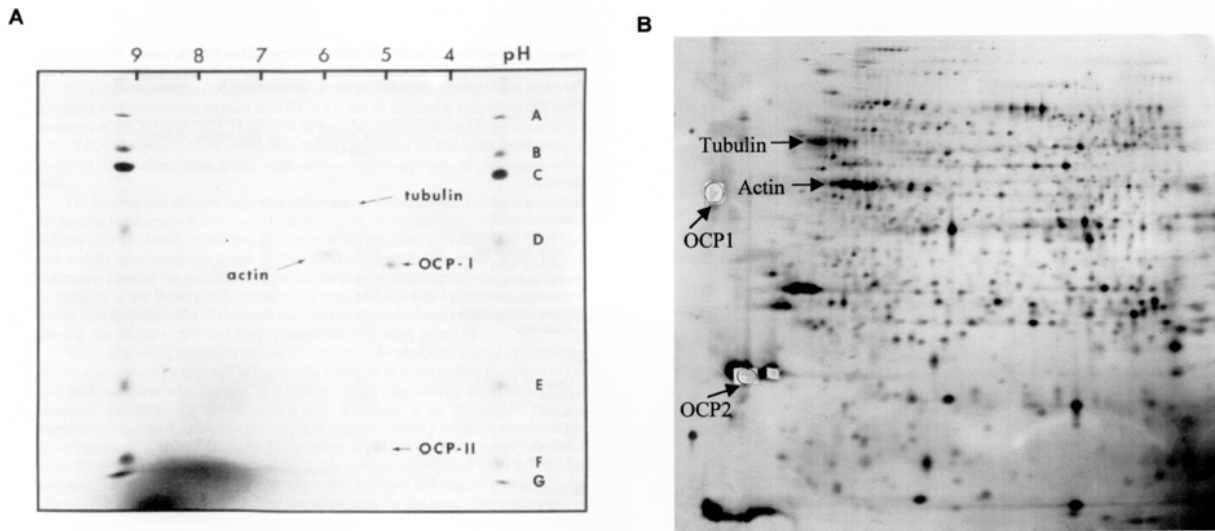 A
9 8 7 6 5 4 pH
A
B
C
tubulin
D
actin
OCP-I
E
OCP-II
F
G
B
Tubulin
Actin
OCP1
OCP2